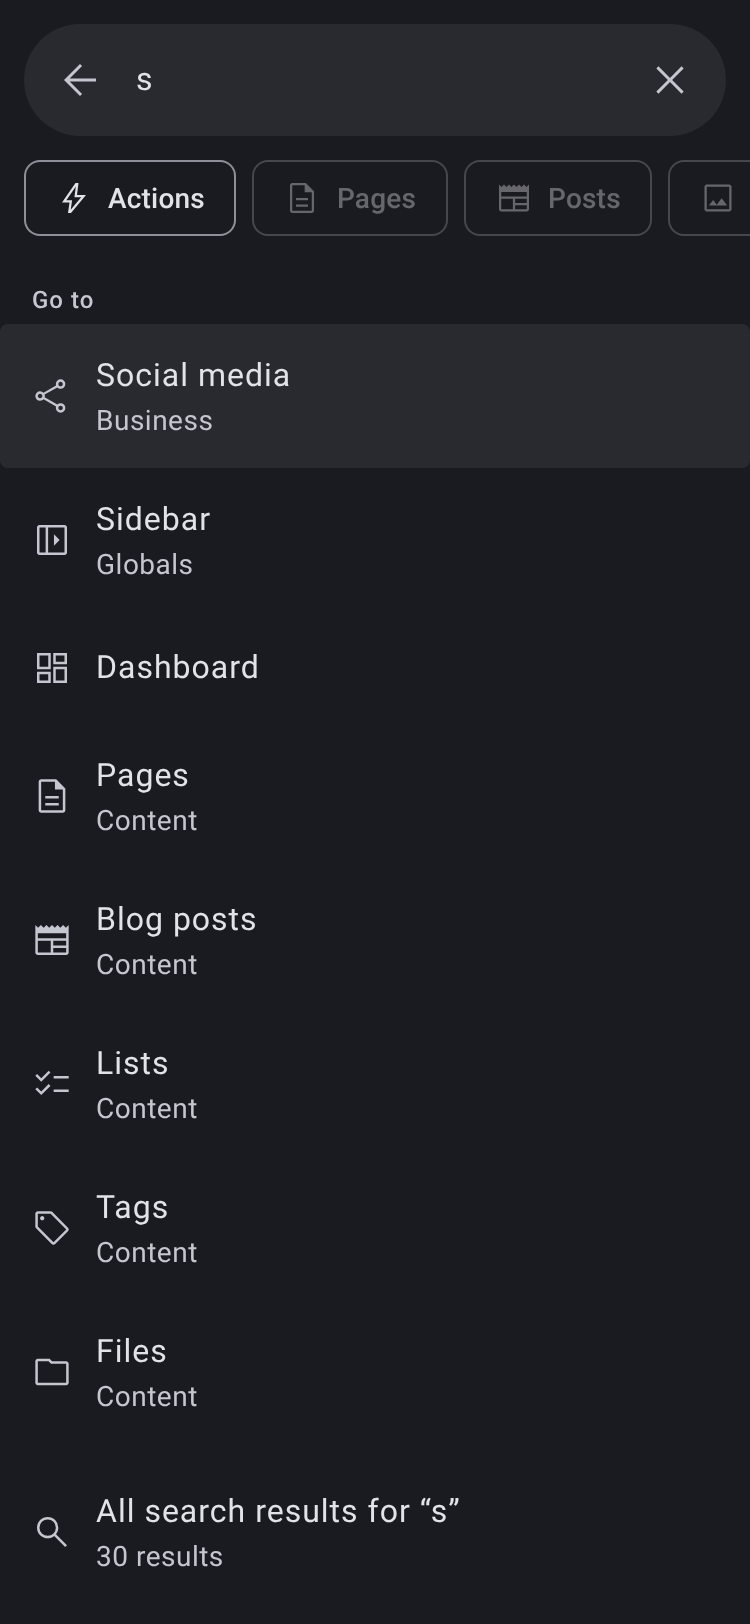 s
Actions
Pages
Posts
Go to
Social media
Business
Sidebar
Globals
Dashboard
Pages
Content
Blog posts
Content
Lists
Content
Tags
Content
Files
Content
All search results for “s”
30 results